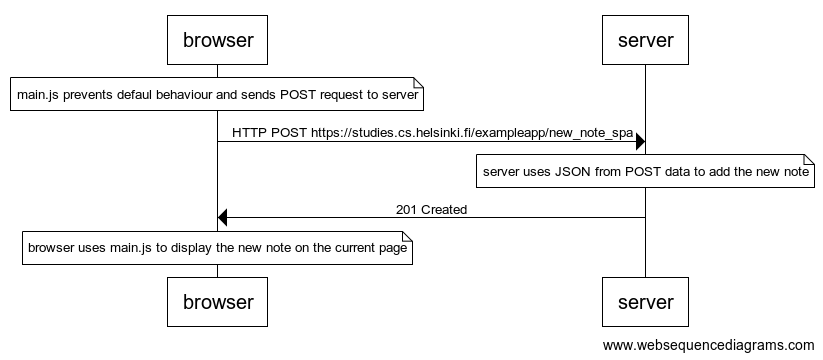 browser
server
main.js prevents defaul behaviour and sends POST request to server
HTTP POST https://studies.cs.helsinki.fi/exampleapp/new_note_spa
server uses JSON from POST data to add the new note
201 Created
browser uses main.js to display the new note on the current page
browser
server
www.websequencediagrams.com